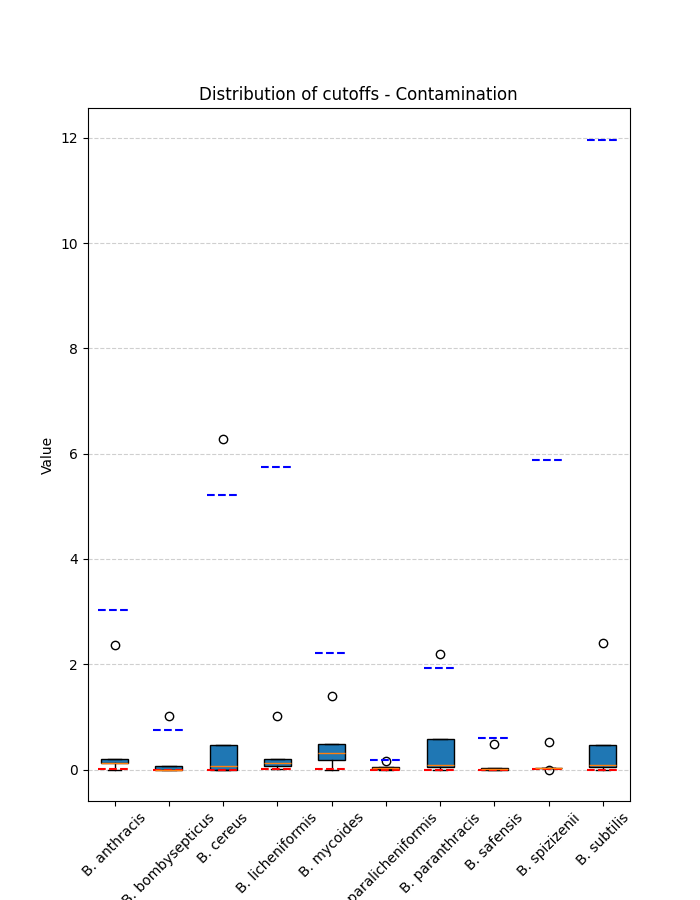 Distribution of cutoffs - Contamination
Value
12
10
8
6
4
2
0
B. anthracis
B. bombysepticus
B. cereus
B. licheniformis
B. mycoides
paralicheniformis
B. paranthracis
B. safensis
B. spizizenii
B. subtilis